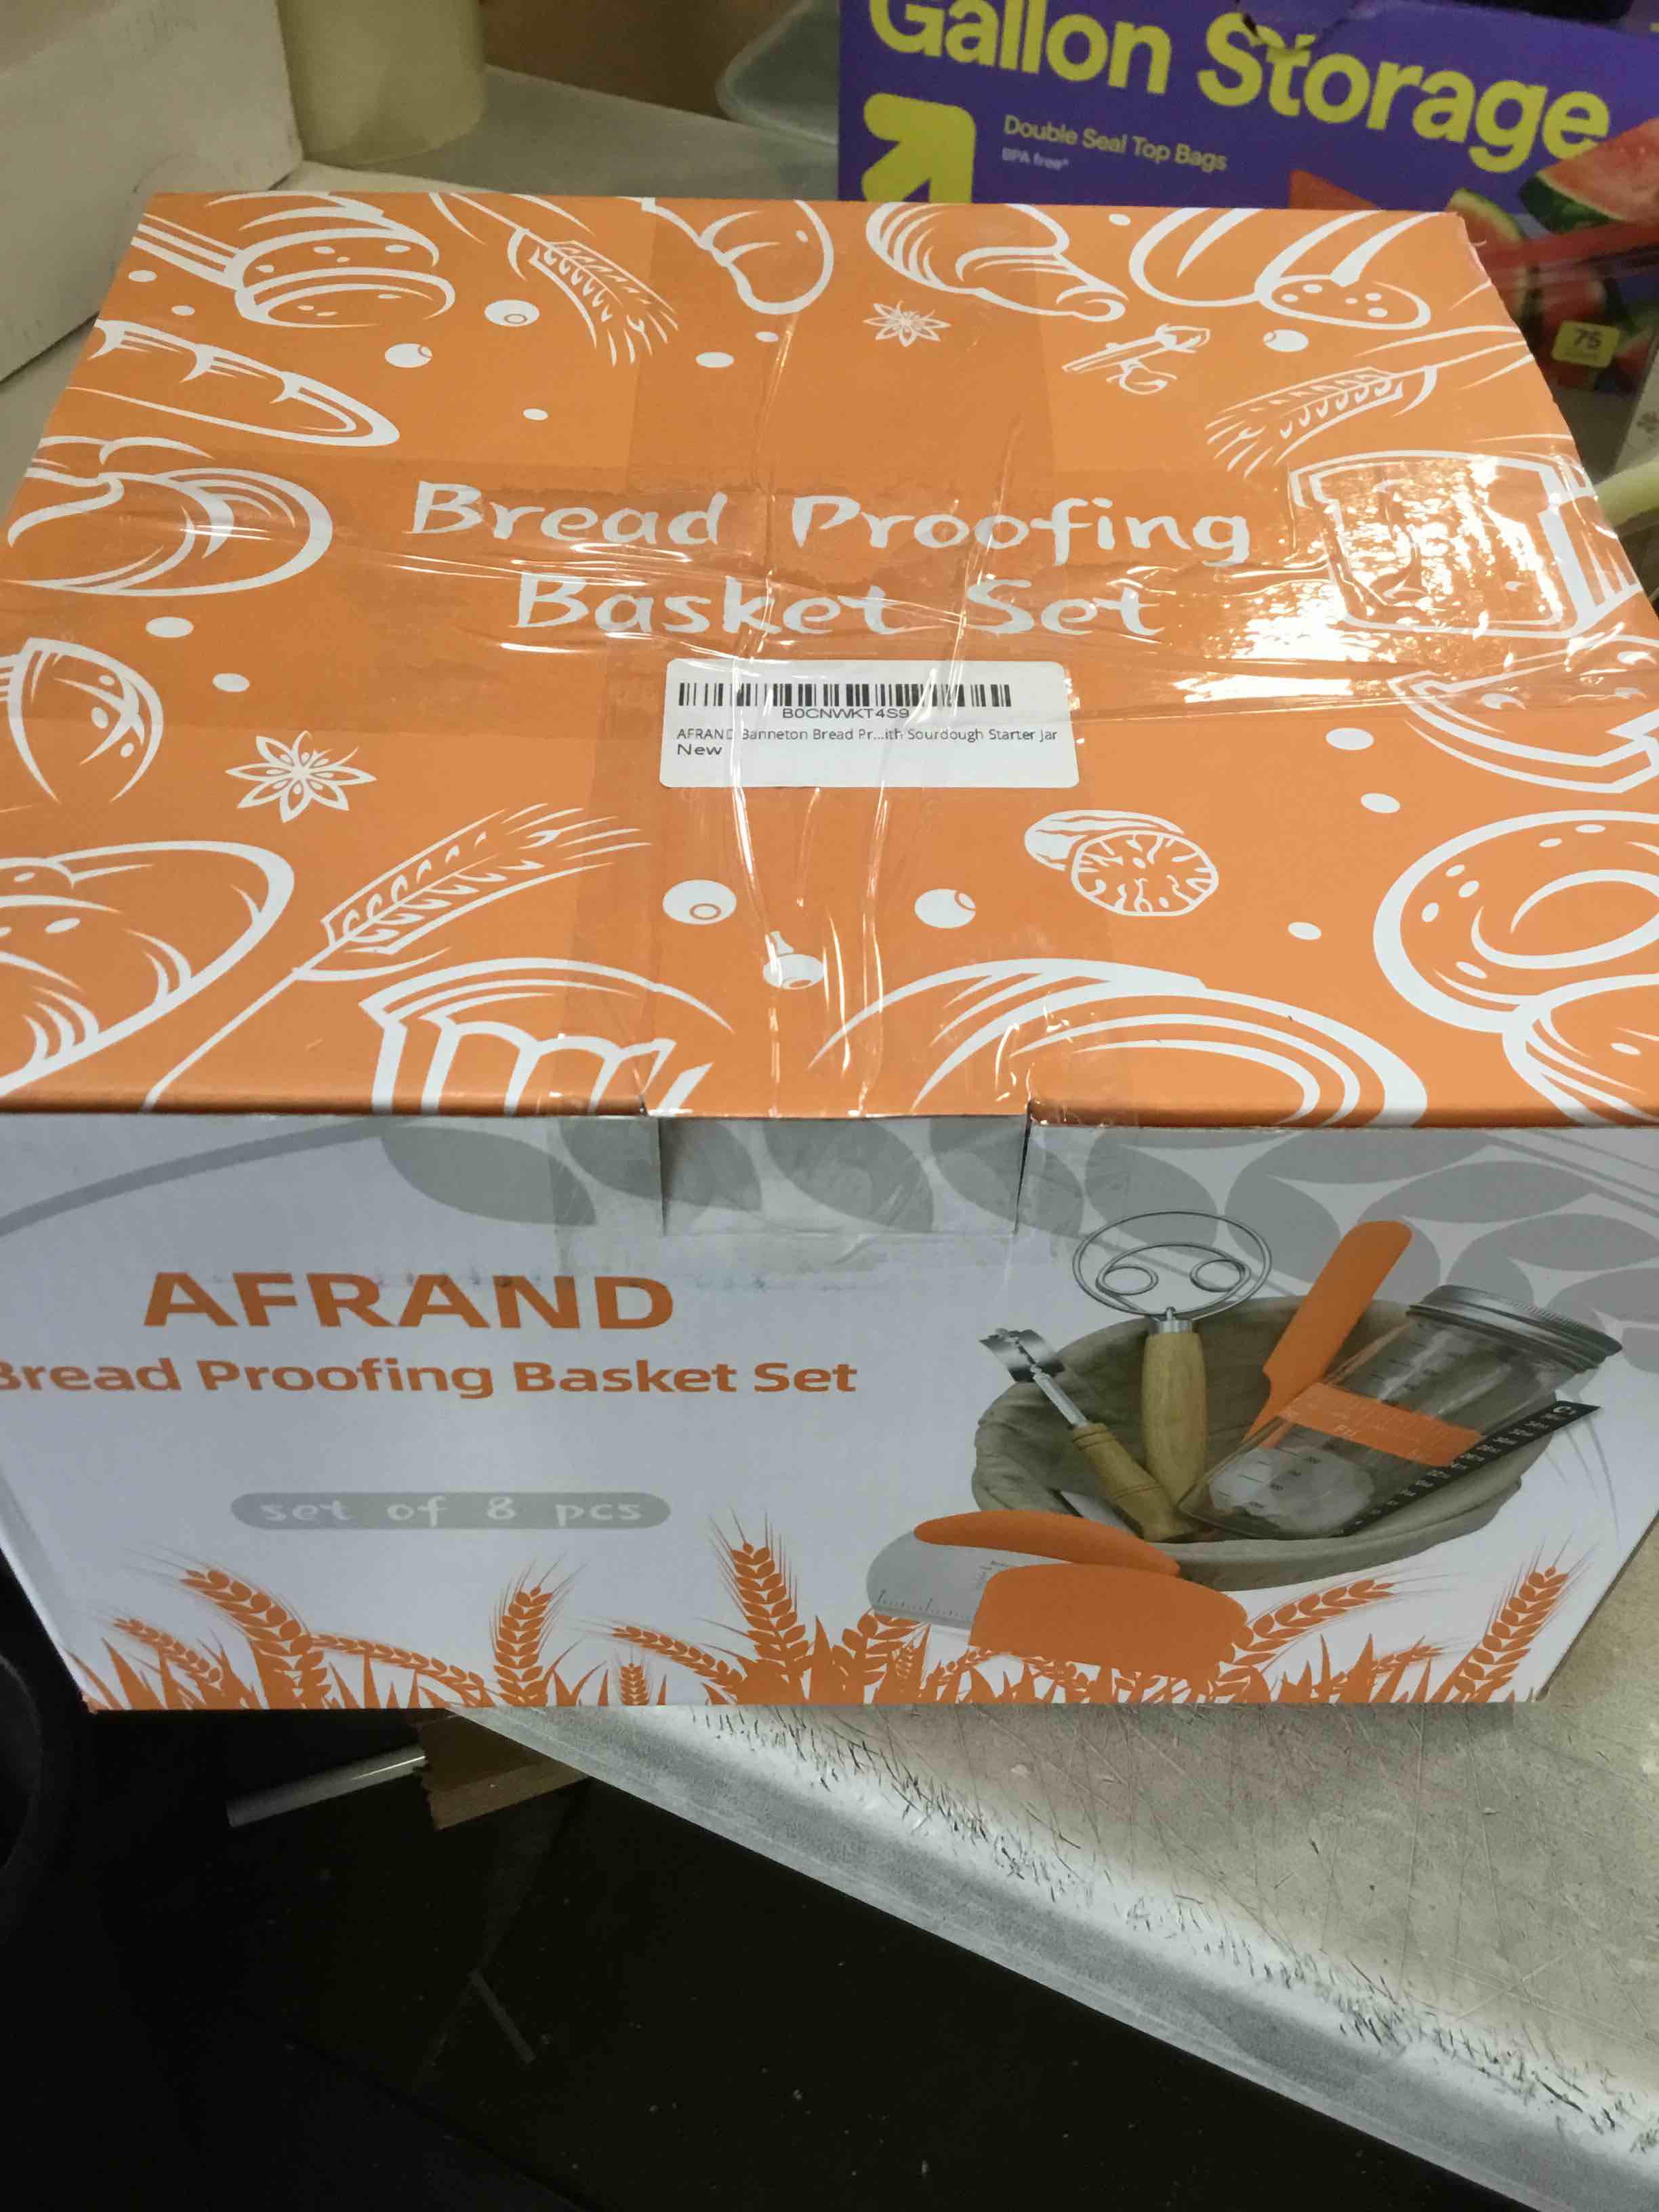 Gallon Storage
Double Seal Top Bags
BPA free*
75
Bread Proofing
Basket Set
B0CNWKT4S9
AFRAND Banneton Bread Pr...ith Sourdough Starter Jar
New
AFRAND
Bread Proofing Basket Set
set of 8 pcs